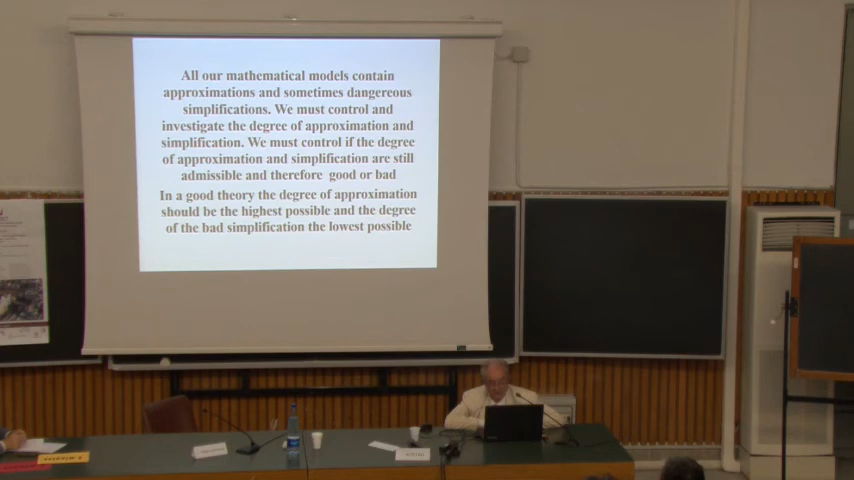 All our mathematical models contain
approximations and sometimes dangereous
simplifications. We must control and
investigate the degree of approximation and
simplification. We must control if the degree
of approximation and simplification are still
admissible and therefore good or bad
In a good theory the degree of approximation
should be the highest possible and the degree
of the bad simplification the lowest possible